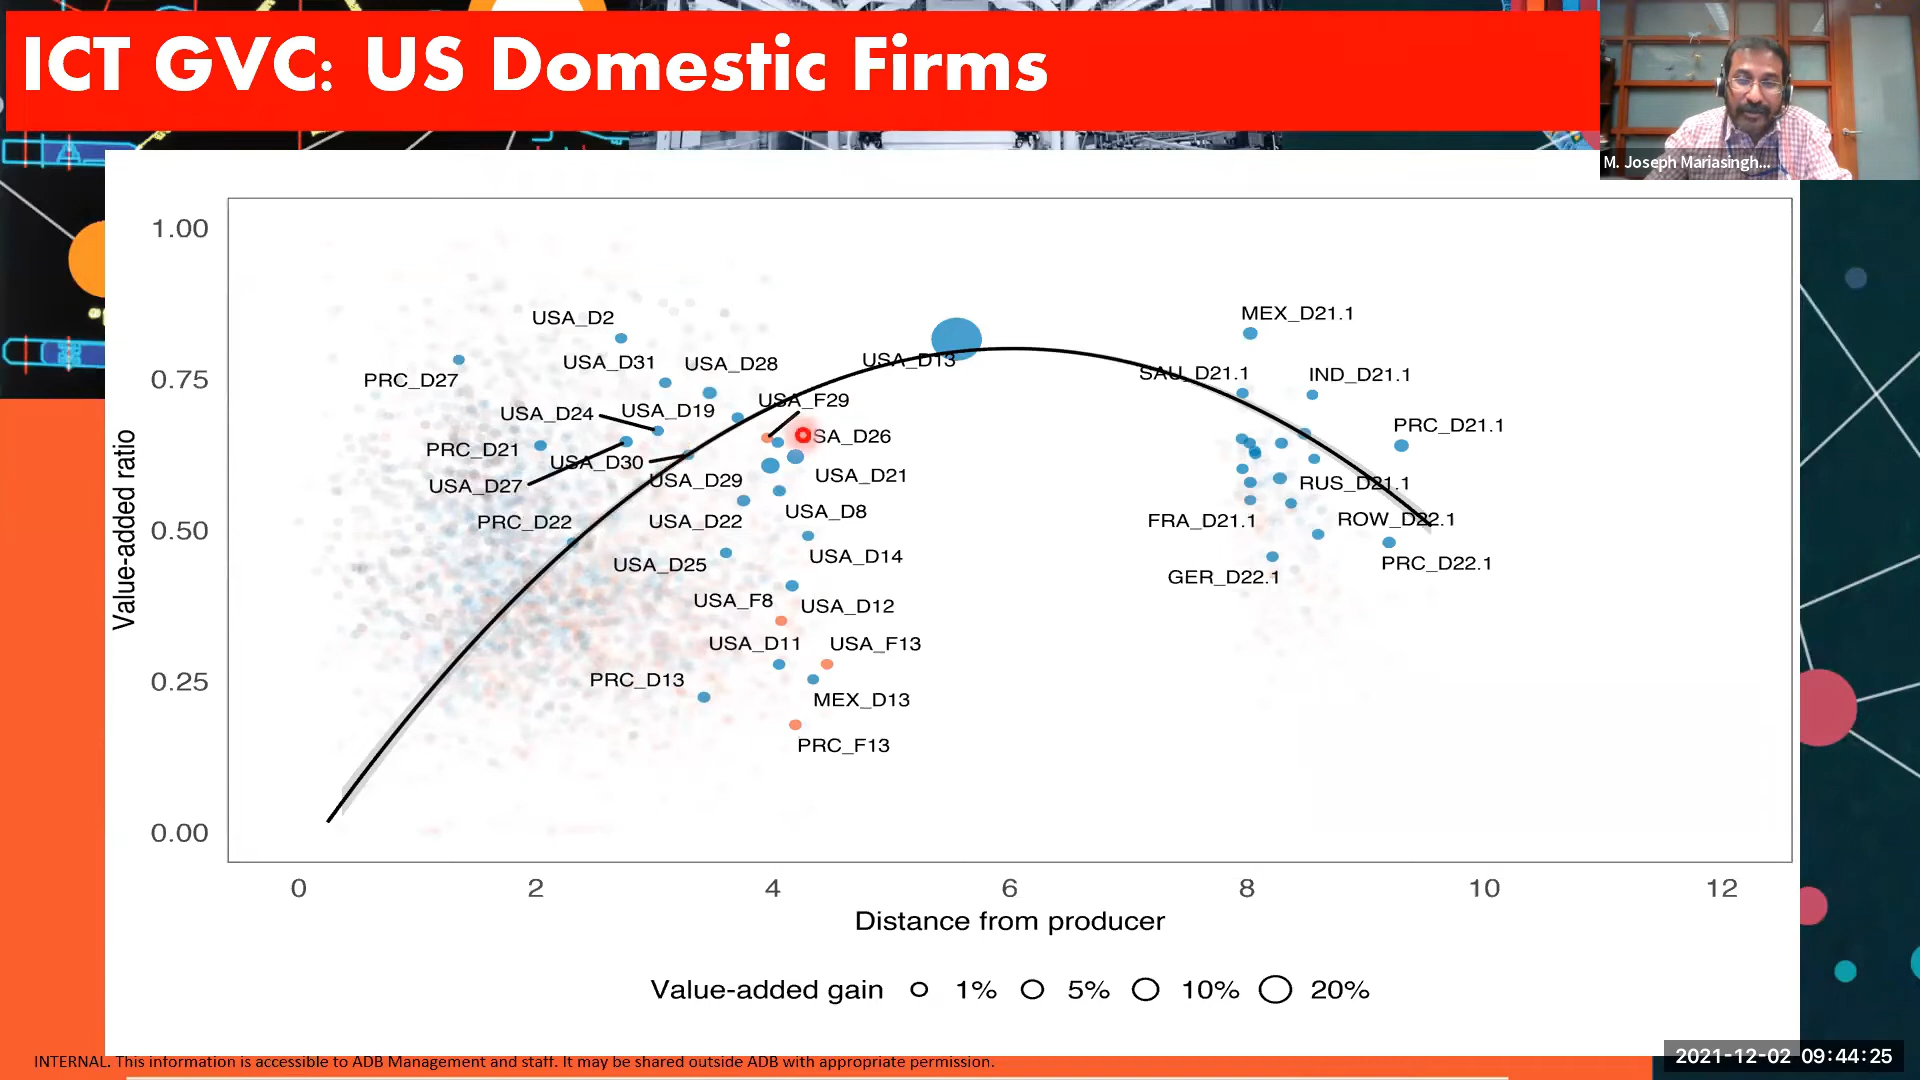 ICT GVC: US Domestic Firms
M. Joseph Mariasingh...
1.00
0.75
0.50
0.25
0.00
Value-added ratio
USA_D2
MEX_D21.1
USA_D31
USA_D28
USA_D13
SAU_D21.1
IND_D21.1
PRC_D27
USA_F29
USA_D24
USA_D19
PRC_D21.1
SA_D26
PRC_D21
USA_D30
USA_D29
USA_D21
USA_D27
RUS_D21.1
USA_D8
PRC_D22
USA_D22
FRA_D21.1
ROW_D22.1
USA_D25
USA_D14
PRC_D22.1
GER_D22.1
USA_F8
USA_D12
USA_D11
USA_F13
PRC_D13
MEX_D13
PRC_F13
0 2 4 6 8 10 12
Distance from producer
Value-added gain 1% 5% 10% 20%
INTERNAL. This information is accessible to ADB Management and staff. It may be shared outside ADB with appropriate permission.
2021-12-02 09:44:25